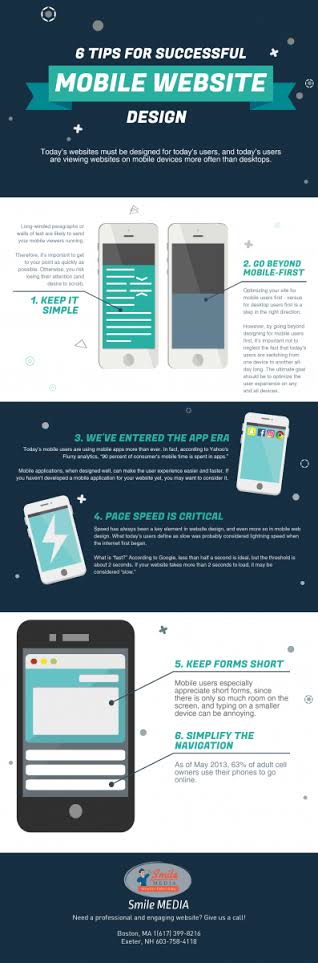 6 TIPS FOR SUCCESSFUL
MOBILE WEBSITE
DESIGN
Today's websites must be designed for today's users, and today's users
are viewing websites on mobile devices more often than desktops.
Long-winded paragraphs or
walls of text are likely to send
your mobile viewers running.
Therefore, it's important to get
to your point as quickly as
possible. Otherwise, you risk
losing their attention (and
desire to scroll).
1. KEEP IT
SIMPLE
2. GO BEYOND
MOBILE-FIRST
Optimizing your site for
mobile users first - versus
for desktop users first is a
step in the right direction.
However, by going beyond
designing for mobile users
first, it's important not to
neglect the fact that today's
users are switching from
one device to another all
day long. The ultimate goal
should be to optimize the
user experience on any
and all devices.
3. WE'VE ENTERED THE APP ERA
Today's mobile users are using mobile apps more than ever. In fact, according to Yahoo's
Flurry analytics, "90 percent of consumer's mobile time is spent in apps."
Mobile applications, when designed well, can make the user experience easier and faster. If
you haven't developed a mobile application for your website yet, you may want to consider it.
4. PAGE SPEED IS CRITICAL
Speed has always been a key element in website design, and even more so in mobile web
design. What today's users define as slow was probably considered lightning speed when
the internet first began.
What is "fast?" According to Google, less than half a second is ideal, but the threshold is
about 2 seconds. If your website takes more than 2 seconds to load, it may be
considered "slow."
5. KEEP FORMS SHORT
Mobile users especially
appreciate short forms, since
there is only so much room on the
screen, and typing on a smaller
device can be annoying.
6. SIMPLIFY THE
NAVIGATION
As of May 2013, 63% of adult cell
owners use their phones to go
online.
Smile
MEDIA
Smile MEDIA
Need a professional and engaging website? Give us a call!
Boston, MA 1(617) 399-8216
Exeter, NH 603-758-4118